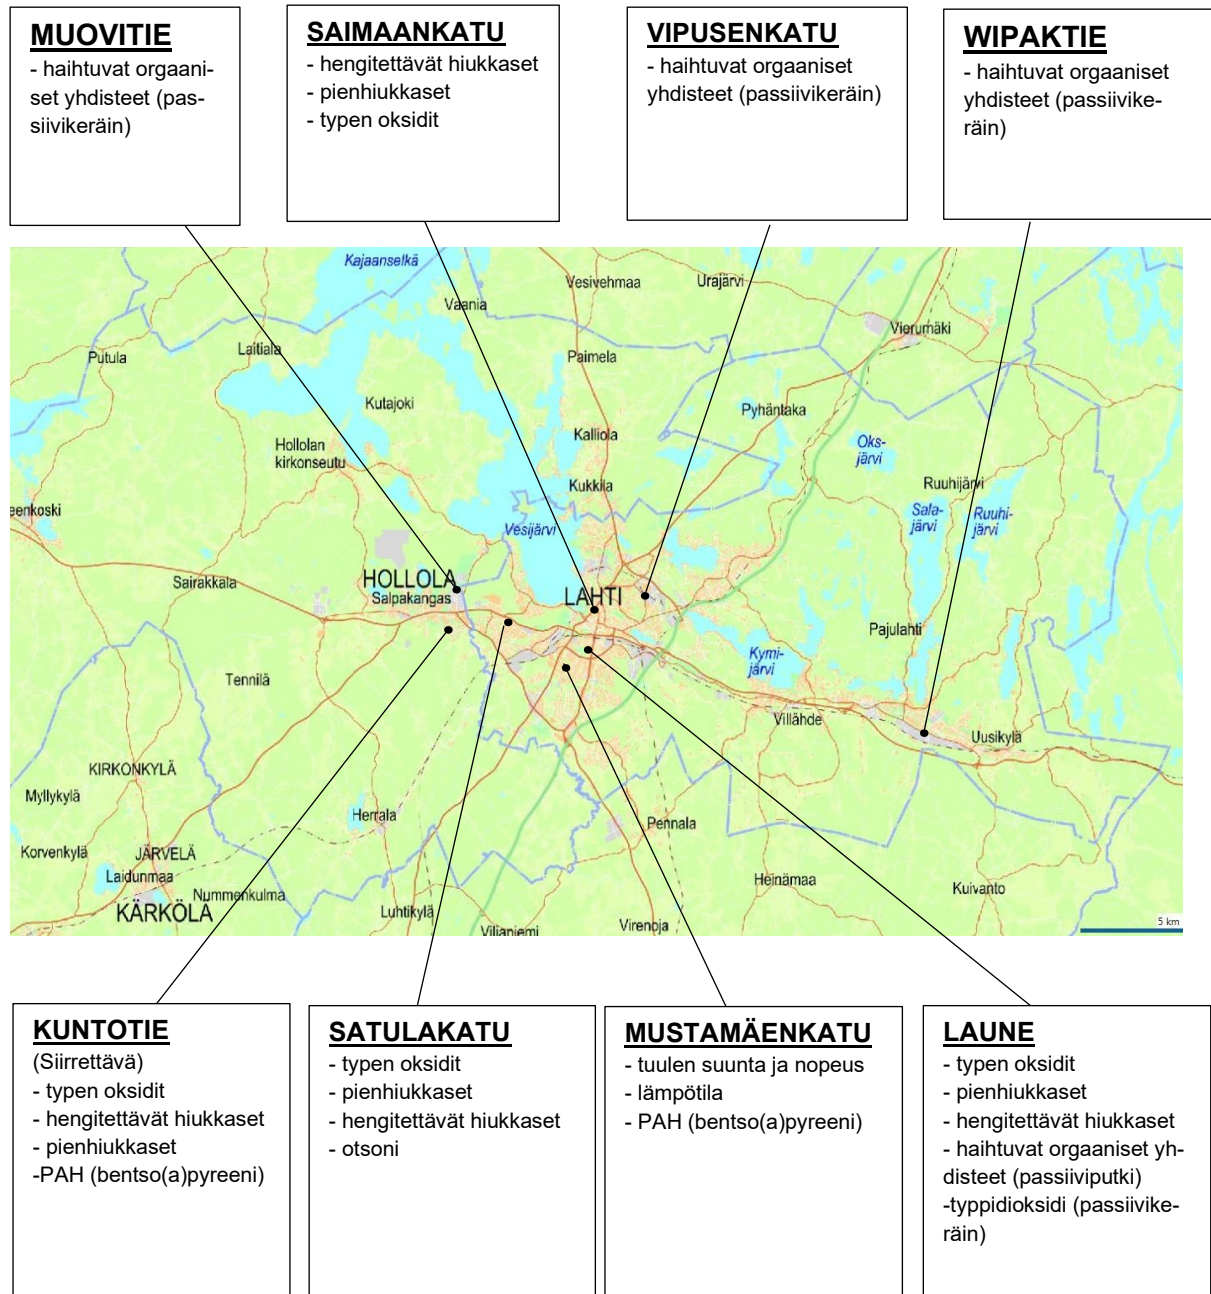 MUOVITIE
- haihtuvat orgaani-
set yhdisteet (pas-
siivikeräin)
SAIMAANKATU
- hengitettävät hiukkaset
- pienhiukkaset
- typen oksidit
VIPUSENKATU
- haihtuvat orgaaniset
yhdisteet (passiivikeräin)
WIPAKTIE
- haihtuvat orgaaniset
yhdisteet (passiivike-
räin)
Kajaanselkä
Vesivehmaa
Urajärvi
Vaania
Vierumäki
Putula
Laitiala
Paimela
Kutajoki
Pyhäntaka
Kalliola
Hollolan
kirkonseutu
Oks-
järvi
Kukkila
Ruuhijärvi
eenkoski
Vesijärvi
Sala-
järvi
Ruuhi-
järvi
Sairakkala
HOLLOLA
Salpakangas
LAHTI
Pajulahti
Kymi-
järvi
Tennilä
Villähde
Uusikylä
KIRKONKYLÄ
Myllykylä
Herrala
Pennala
Korvenkylä
JÄRVELÄ
Laidunmaa
Nummenkulma
Heinämaa
Kuivanto
KÄRKÖLÄ
Luhtikylä
Virenoja
Viljaniemi
5 km
KUNTOTIE
(Siirrettävä)
- typen oksidit
- hengitettävät hiukkaset
- pienhiukkaset
-PAH (bentso(a)pyreeni)
SATULAKATU
- typen oksidit
- pienhiukkaset
- hengitettävät hiukkaset
- otsoni
MUSTAMÄENKATU
- tuulen suunta ja nopeus
- lämpötila
- PAH (bentso(a)pyreeni)
LAUNE
- typen oksidit
- pienhiukkaset
- hengitettävät hiukkaset
- haihtuvat orgaaniset yh-
disteet (passiiviputki)
-typpidioksidi (passiivike-
räin)